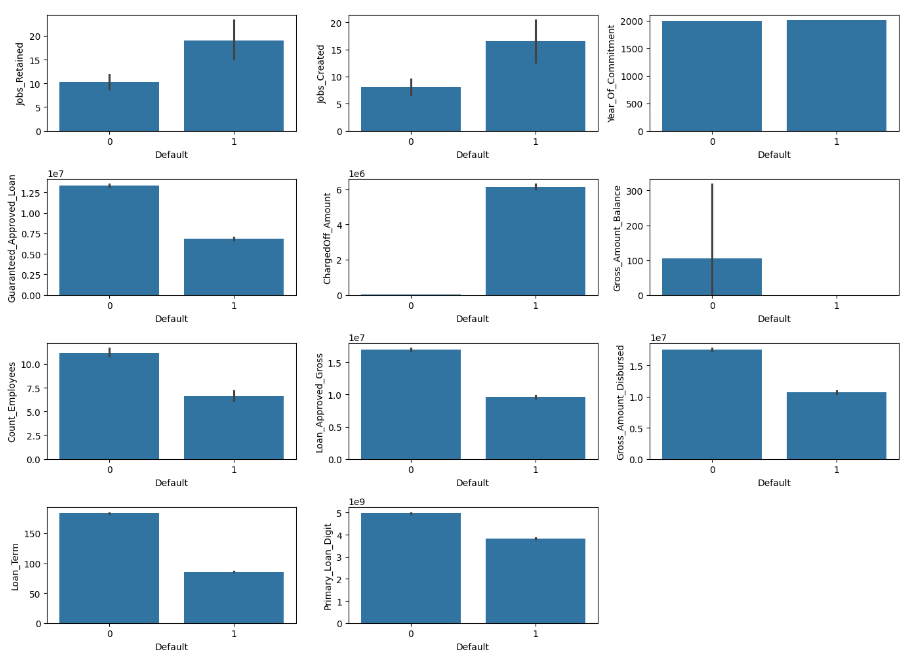 Jobs_Retained
20
15
10
5
0
0 1
Default
Jobs_Created
20
15
10
5
0
0 1
Default
Year_Of_Commitment
2000
1500
1000
500
0
0 1
Default
1e7
Guaranteed_Approved_Loan
1.25
1.00
0.75
0.50
0.25
0.00
0 1
Default
1e6
ChargedOff_Amount
6
4
2
0
0 1
Default
Gross_Amount_Balance
300
200
100
0
0 1
Default
Count_Employees
10.0
7.5
5.0
2.5
0.0
0 1
Default
1e7
Loan_Approved_Gross
1.5
1.0
0.5
0.0
0 1
Default
1e7
Gross_Amount_Disbursed
1.5
1.0
0.5
0.0
0 1
Default
Loan_Term
150
100
50
0
0 1
Default
1e9
Primary_Loan_Digit
5
4
3
2
1
0
0 1
Default